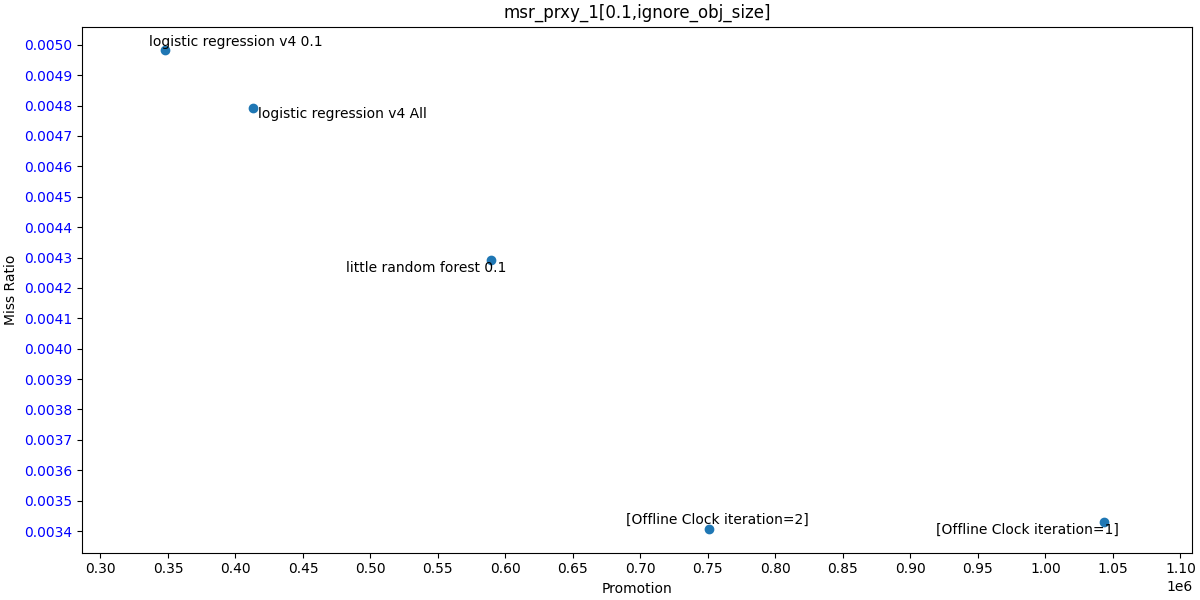 msr_prxy_1[0.1,ignore_obj_size]
0.0050
0.0049
0.0048
0.0047
0.0046
0.0045
0.0044
0.0043
0.0042
0.0041
0.0040
0.0039
0.0038
0.0037
0.0036
0.0035
0.0034
Miss Ratio
logistic regression v4 0.1
logistic regression v4 All
little random forest 0.1
[Offline Clock iteration=2]
[Offline Clock iteration=1]
0.30 0.35 0.40 0.45 0.50 0.55 0.60 0.65 0.70 0.75 0.80 0.85 0.90 0.95 1.00 1.05 1.10
1e6
Promotion